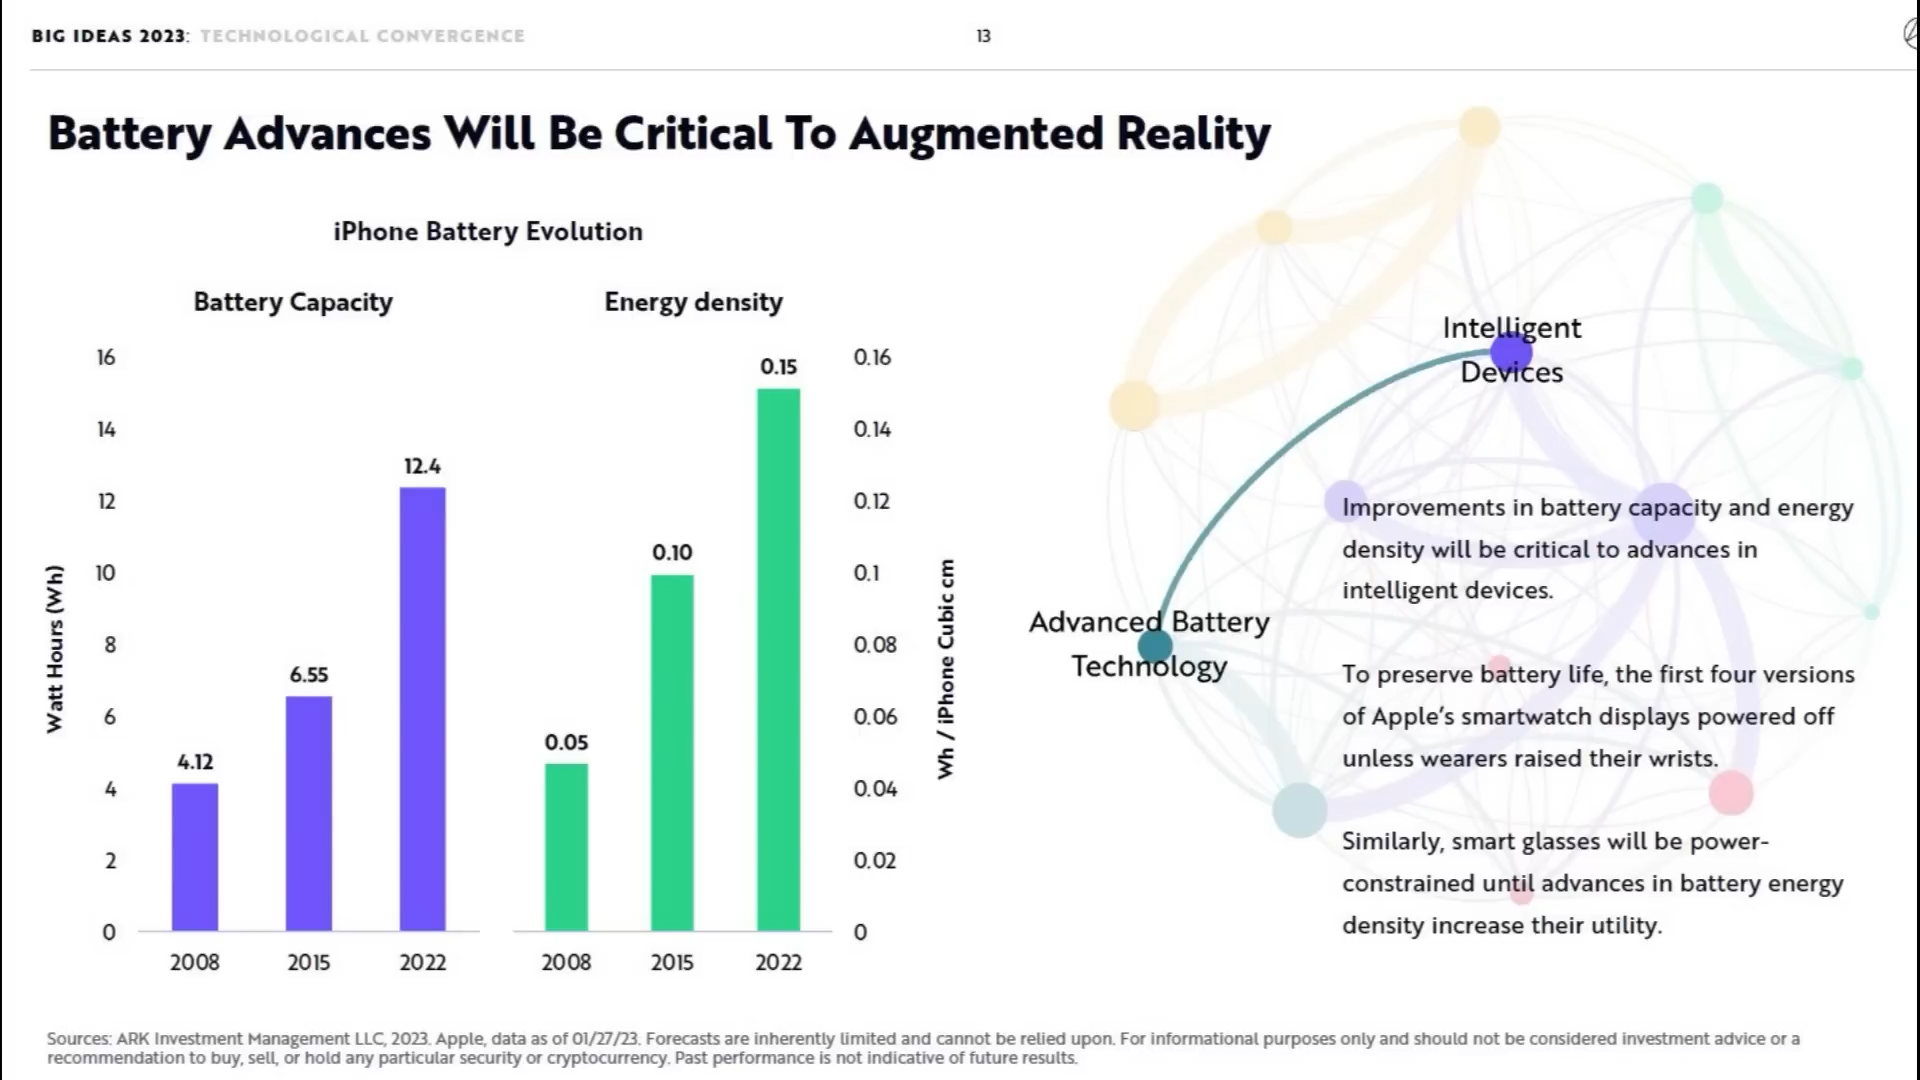 BIG IDEAS 2023: TECHNOLOGICAL CONVERGENCE
13
Battery Advances Will Be Critical To Augmented Reality
iPhone Battery Evolution
Battery Capacity
Energy density
Watt Hours (Wh)
16
14
12
10
8
6
4
2
0
4.12
6.55
12.4
2008
2015
2022
0.05
0.10
0.15
2008
2015
2022
0.16
0.14
0.12
0.1
0.08
0.06
0.04
0.02
0
Wh / iPhone Cubic cm
Intelligent
Devices
Advanced Battery
Technology
Improvements in battery capacity and energy
density will be critical to advances in
intelligent devices.
To preserve battery life, the first four versions
of Apple's smartwatch displays powered off
unless wearers raised their wrists.
Similarly, smart glasses will be power-
constrained until advances in battery energy
density increase their utility.
Sources: ARK Investment Management LLC, 2023. Apple, data as of 01/27/23. Forecasts are inherently limited and cannot be relied upon. For informational purposes only and should not be considered investment advice or a
recommendation to buy, sell, or hold any particular security or cryptocurrency. Past performance is not indicative of future results.